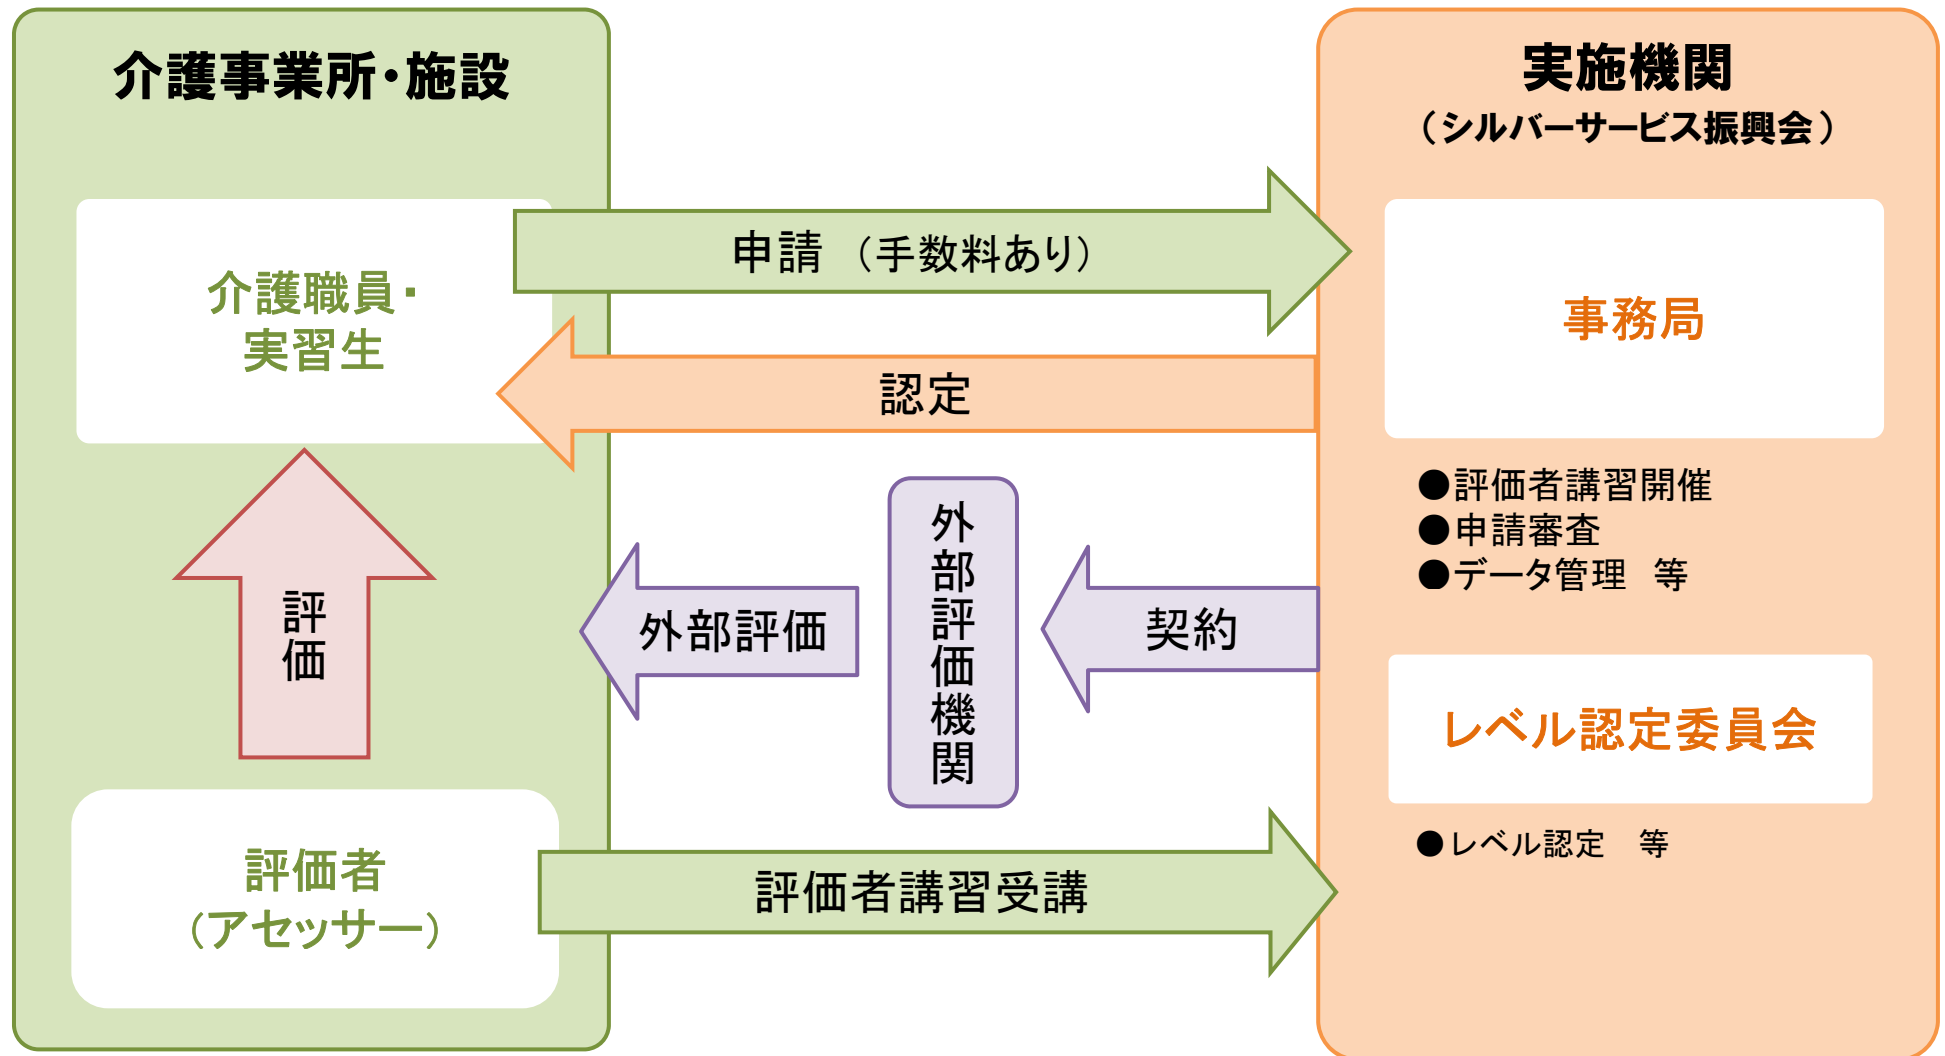 介護事業所・施設
介護職員・
実習生
評価
評価者
（アセッサー）
申請　（手数料あり）
認定
外部評価
外部評価機関
契約
評価者講習受講
実施機関
（シルバーサービス振興会）
事務局
●評価者講習開催
●申請審査
●データ管理　等
レベル認定委員会
●レベル認定　等